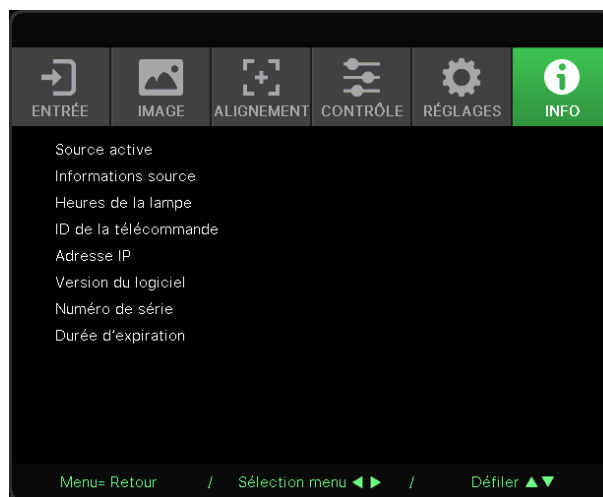 ENTRÉE IMAGE ALIGNEMENT CONTRÔLE RÉGLAGES INFO
Source active
Informations source
Heures de la lampe
ID de la télécommande
Adresse IP
Version du logiciel
Numéro de série
Durée d'expiration
Menu= Retour / Sélection menu ◀ ▶ / Défiler ▲▼